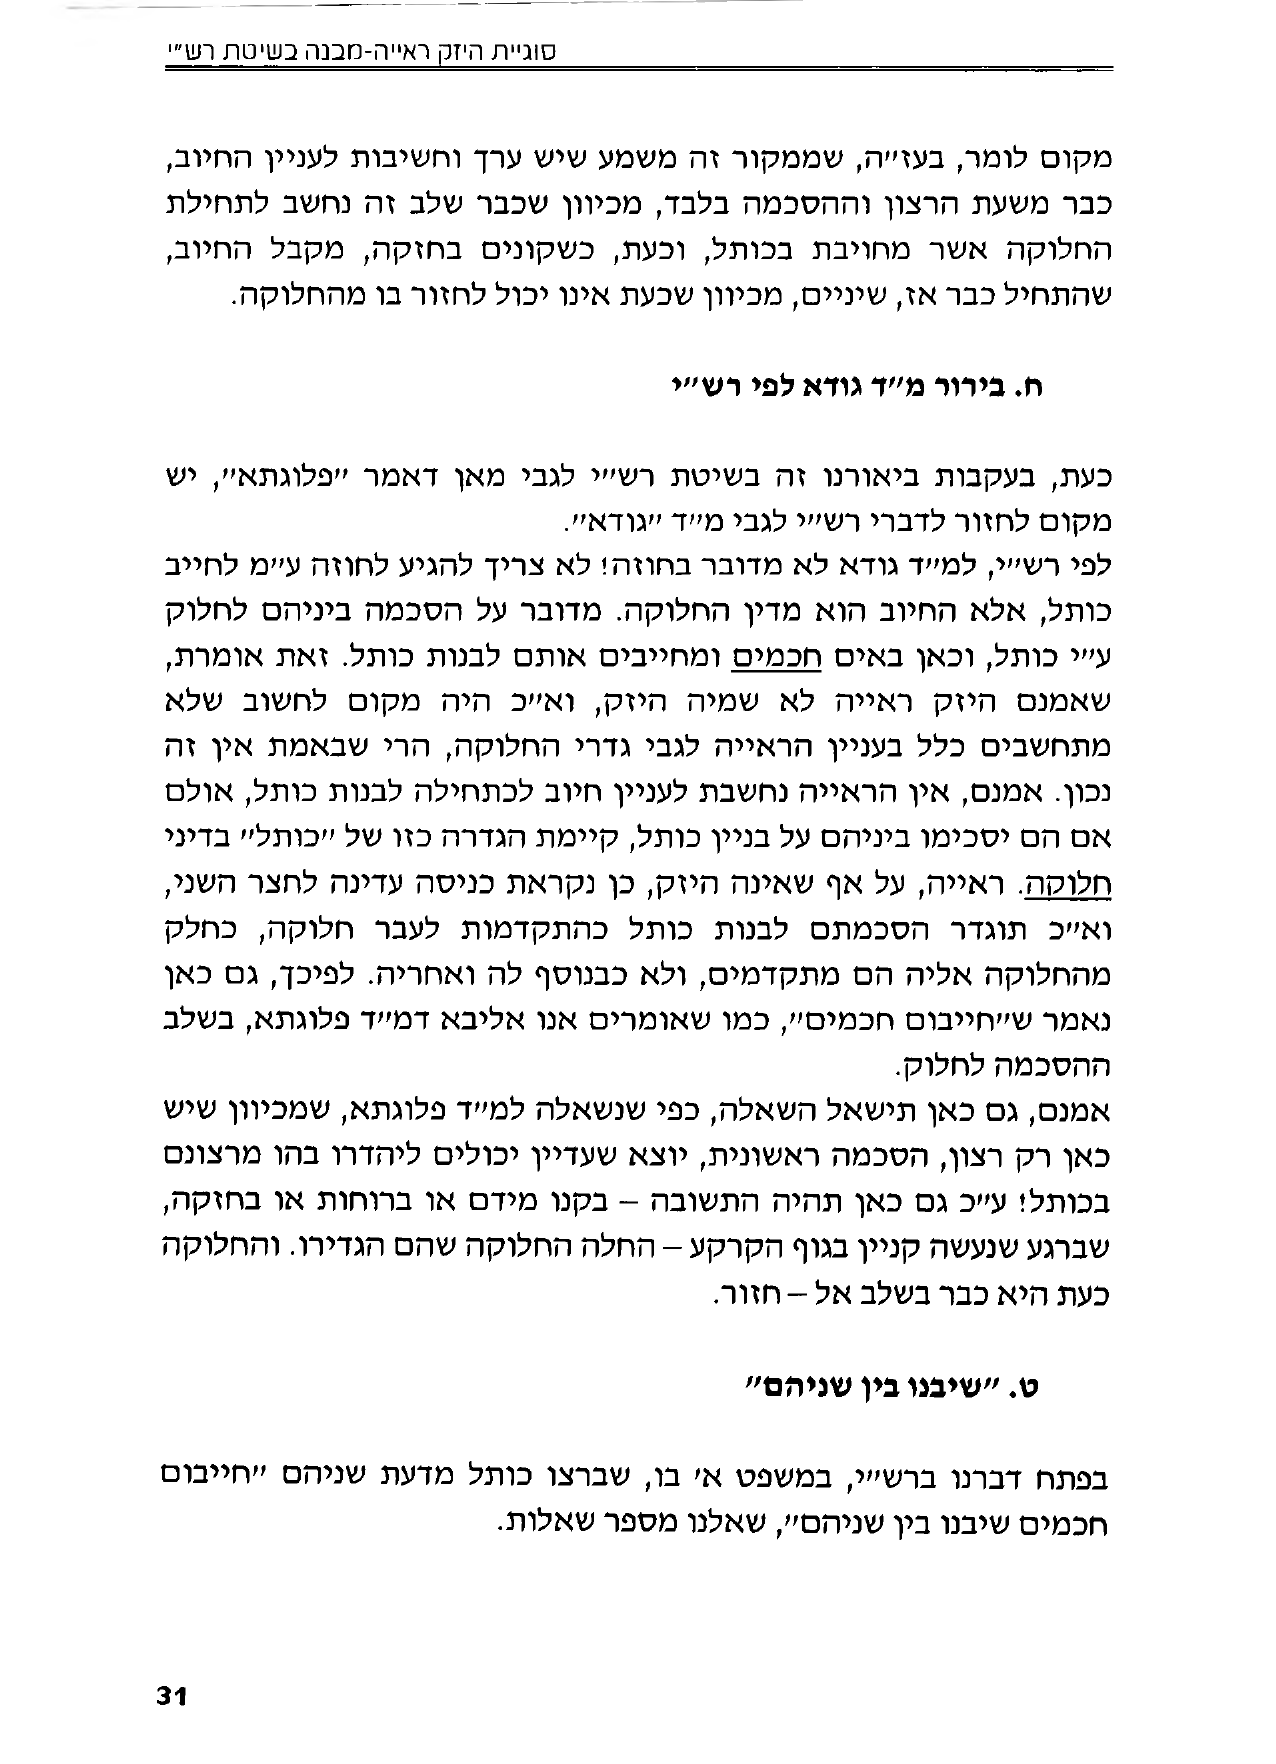 סוגיית היזק ראייה-מבנה בשיטת רש״י
מקום לומר, בעז״ה, שממקור זה משמע שיש ערך וחשיבות לעניין החיוב,
כבר משעת הרצון וההסכמה בלבד, מכיוון שכבר שלב זה נחשב לתחילת
החלוקה אשר מחויבת בכותל, וכעת, כשקונים בחזקה, מקבל החיוב,
שהתחיל כבר אז, שיניים, מכיוון שכעת אינו יכול לחזור בו מהחלוקה.
ח. בירור מ״ד גודא לפי רש״י
כעת, בעקבות ביאורנו זה בשיטת רש״י לגבי מאן דאמר ״פלוגתא״, יש
מקום לחזור לדברי רש״י לגבי מ״ד ״גודא״.
לפי רש״י, למ״ד גודא לא מדובר בחוזה! לא צריך להגיע לחוזה ע״מ לחייב
כותל, אלא החיוב הוא מדין החלוקה. מדובר על הסכמה ביניהם לחלוק
ע״י כותל, וכאן באים חכמים ומחייבים אותם לבנות כותל. זאת אומרת,
שאמנם היזק ראייה לא שמיה היזק, וא״כ היה מקום לחשוב שלא
מתחשבים כלל בעניין הראייה לגבי גדרי החלוקה, הרי שבאמת אין זה
נכון. אמנם, אין הראייה נחשבת לעניין חיוב לכתחילה לבנות כותל, אולם
אם הם יסכימו ביניהם על בניין כותל, קיימת הגדרה כזו של ״כותל״ בדיני
חלוקה. ראייה, על אף שאינה היזק, כן נקראת כניסה עדינה לחצר השני,
וא״כ תוגדר הסכמתם לבנות כותל כהתקדמות לעבר חלוקה, כחלק
מהחלוקה אליה הם מתקדמים, ולא כבנוסף לה ואחריה. לפיכך, גם כאן
נאמר ש״חייבום חכמים״, כמו שאומרים אנו אליבא דמ״ד פלוגתא, בשלב
ההסכמה לחלוק.
אמנם, גם כאן תישאל השאלה, כפי שנשאלה למ״ד פלוגתא, שמכיוון שיש
כאן רק רצון, הסכמה ראשונית, יוצא שעדיין יכולים ליהדרו בהו מרצונם
בכותל! ע״כ גם כאן תהיה התשובה – בקנו מידם או ברוחות או בחזקה,
שברגע שנעשה קניין בגוף הקרקע – החלה החלוקה שהם הגדירו. והחלוקה
כעת היא כבר בשלב אל – חזור.
ט. ״שיבנו בין שניהם״
בפתח דברנו ברש״י, במשפט א׳ בו, שברצו כותל מדעת שניהם ״חייבום
חכמים שיבנו בין שניהם״, שאלנו מספר שאלות.
31